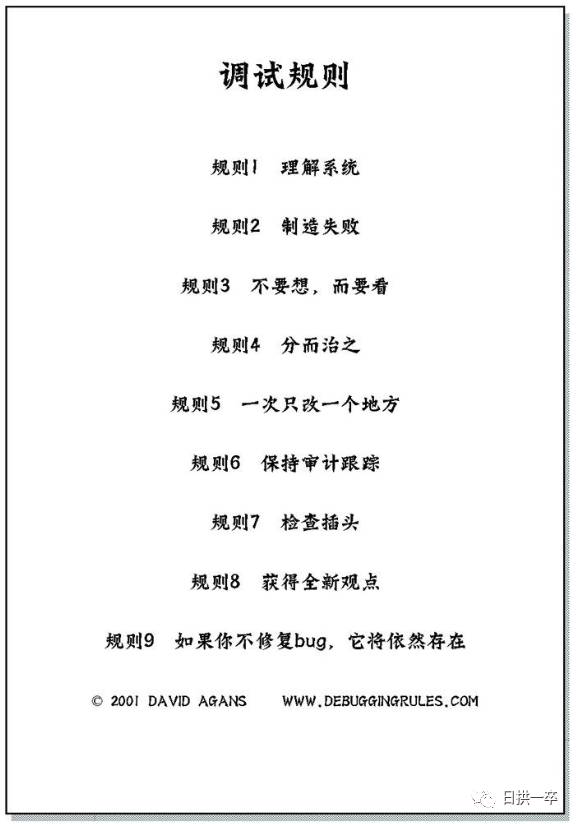 调试规则
规则1 理解系统
规则2 制造失败
规则3 不要想，而要看
规则4 分而治之
规则5 一次只改一个地方
规则6 保持审计跟踪
规则7 检查插头
规则8 获得全新观点
规则9 如果你不修复bug，它将依然存在
© 2001 DAVID AGANS WWW.DEBUGGINGRULES.COM
日拱一卒